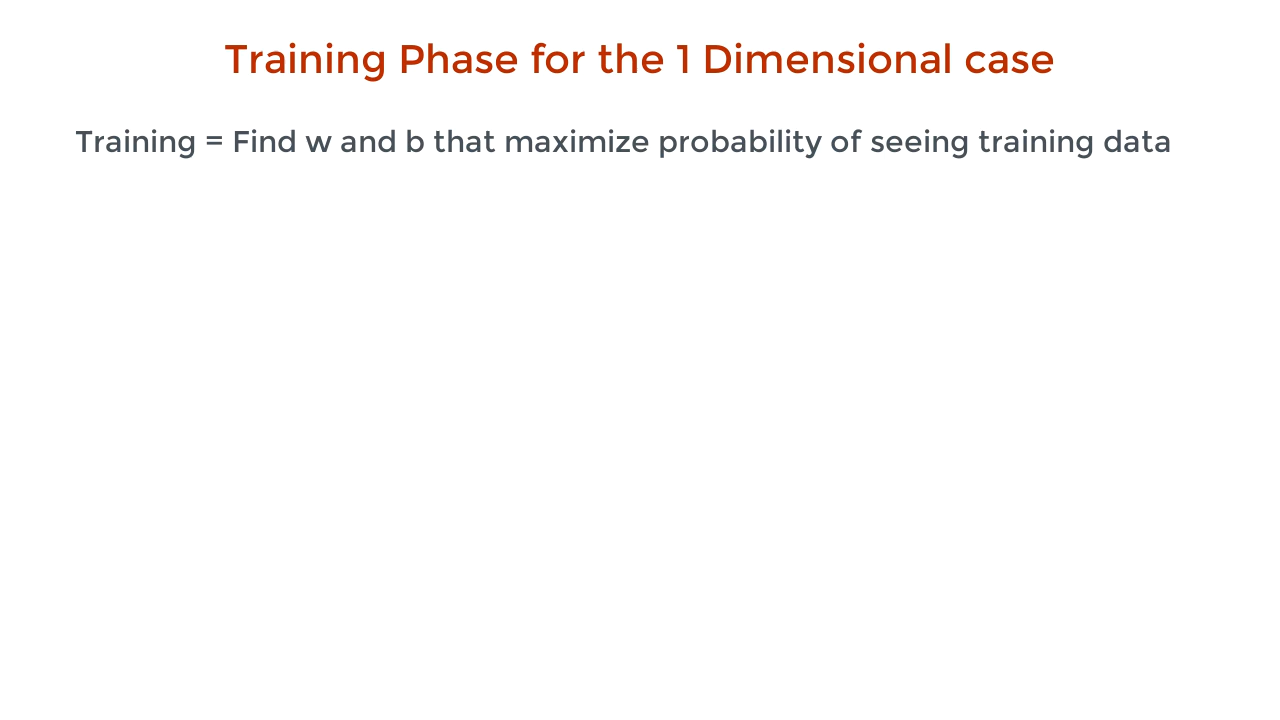 Training Phase for the 1 Dimensional case
Training = Find w and b that maximize probability of seeing training data